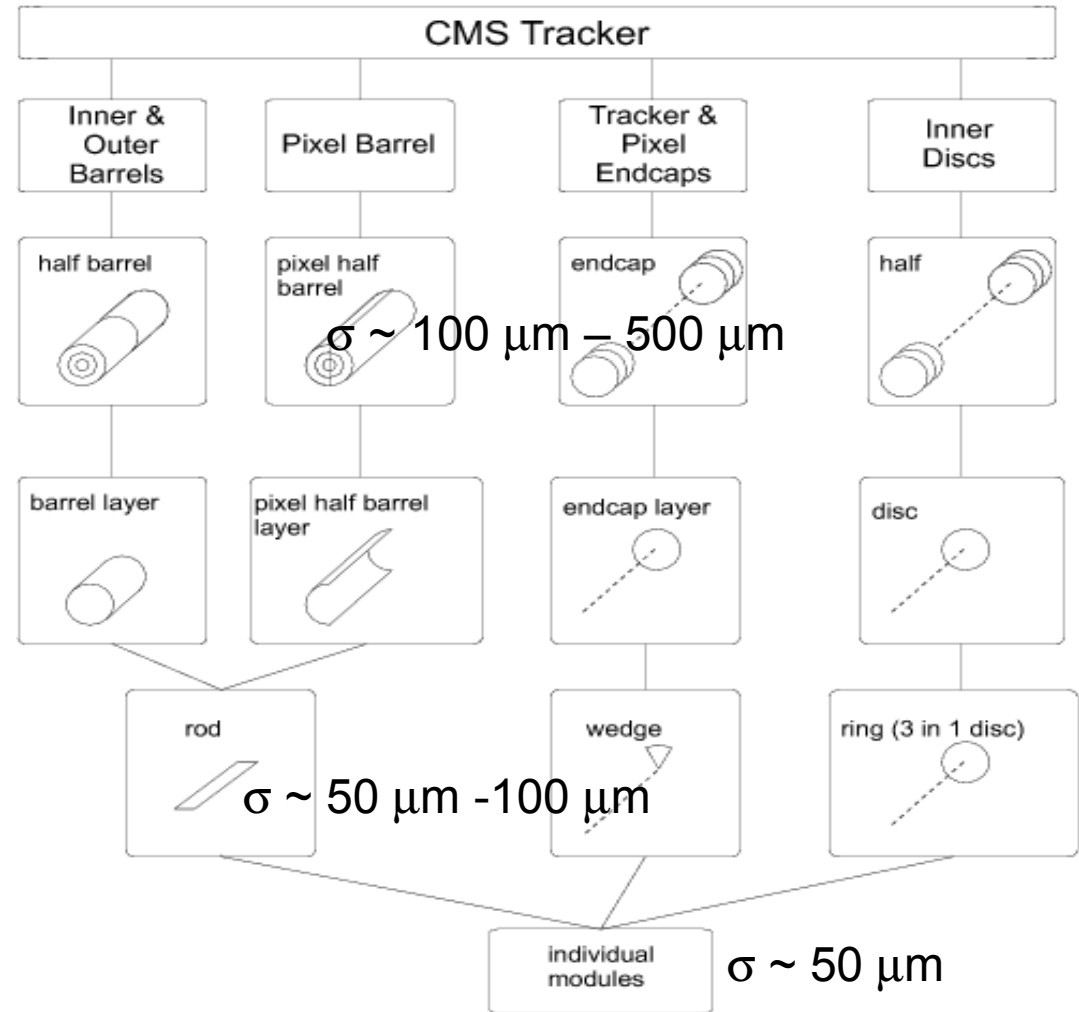 CMS Tracker
Inner &
Outer
Barrels
Pixel Barrel
Tracker &
Pixel
Endcaps
Inner
Discs
half barrel
pixel half
barrel
endcap
half
σ ~ 100 μm – 500 μm
barrel layer
pixel half barrel
layer
endcap layer
disc
rod
wedge
ring (3 in 1 disc)
σ ~ 50 μm -100 μm
individual
modules
σ ~ 50 μm